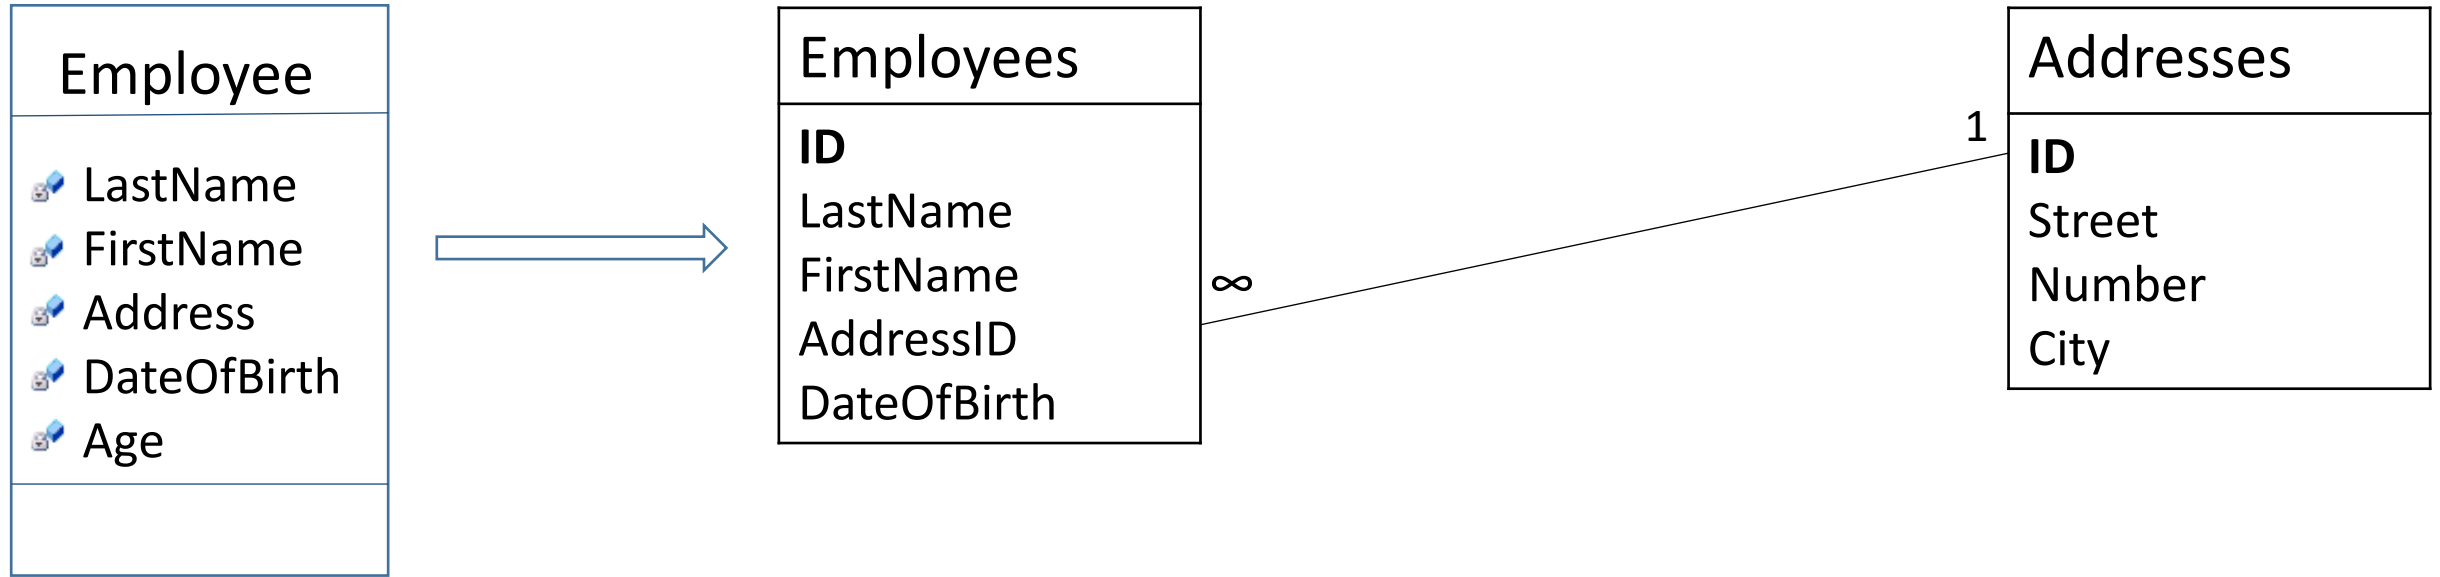 Employee
LastName
FirstName
Address
DateOfBirth
Age
Employees
ID
LastName
FirstName
AddressID
DateOfBirth
∞
1
Addresses
ID
Street
Number
City